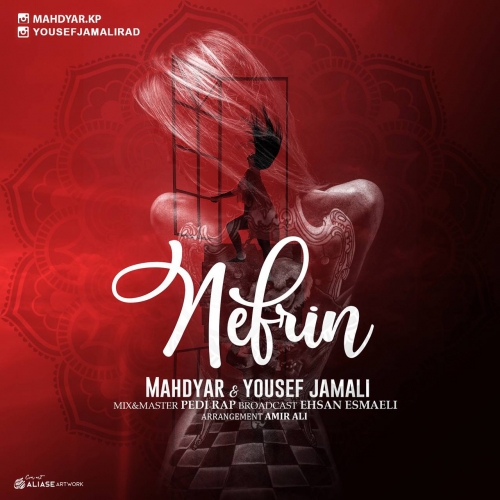 MAHDYAR.KP
YOUSEFJAMALIRAD
Nefrin
MAHDYAR & YOUSEF JAMALI
MIX&MASTER PEDI RAP BROADCAST EHSAN ESMAELI
ARRANGEMENT AMIR ALI
ALIASE ARTWORK